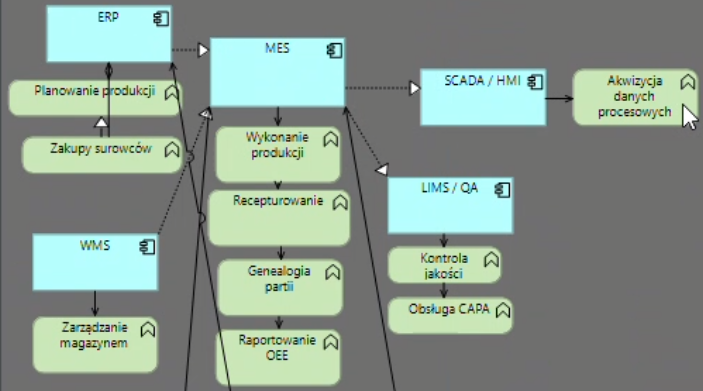 ERP
Planowanie produkcji
Zakupy surowców
MES
Wykonanie
produkcji
Recepturowanie
Genealogia
partii
Raportowanie
OEE
WMS
Zarządzanie
magazynem
SCADA / HMI
Akwizycja
danych
procesowych
LIMS / QA
Kontrola
jakości
Obsługa CAPA